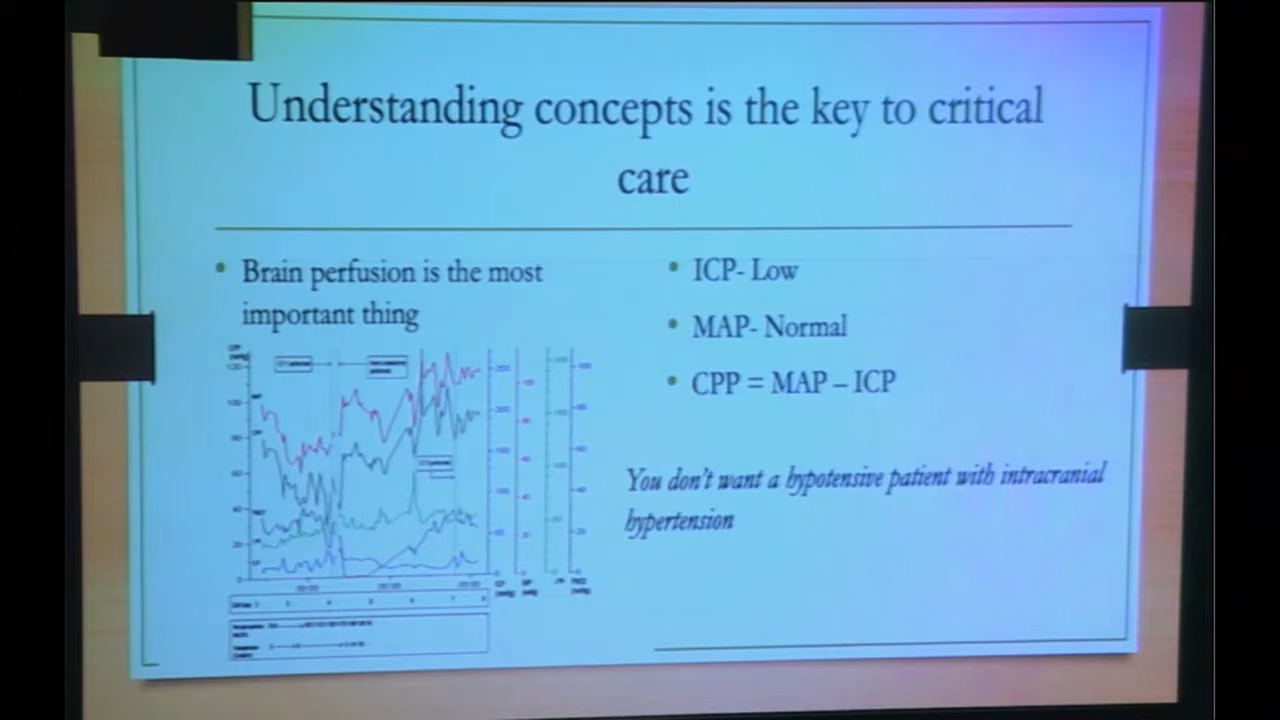 Understanding concepts is the key to critical
care
• Brain perfusion is the most
important thing
• ICP- Low
• MAP- Normal
• CPP = MAP – ICP
You don't want a hypotensive patient with intracranial
hypertension